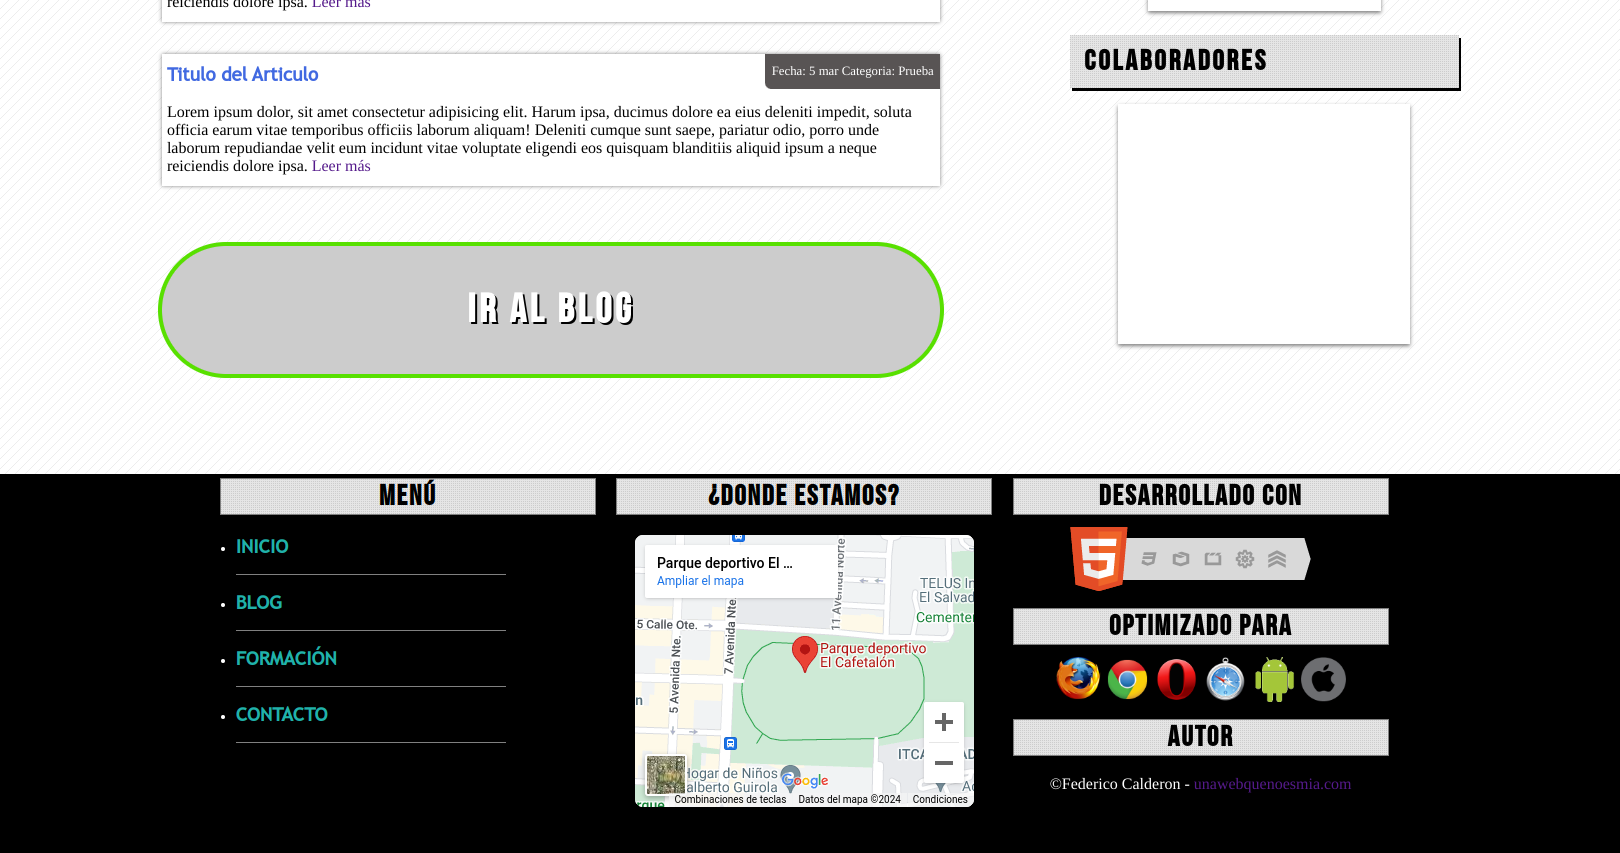 reiciendis dolore ipsa. Leer más
Titulo del Articulo
Fecha: 5 mar Categoria: Prueba
Lorem ipsum dolor, sit amet consectetur adipisicing elit. Harum ipsa, ducimus dolore ea eius deleniti impedit, soluta
officia earum vitae temporibus officiis laborum aliquam! Deleniti cumque sunt saepe, pariatur odio, porro unde
laborum repudiandae velit eum incidunt vitae voluptate eligendi eos quisquam blanditiis aliquid ipsum a neque
reiciendis dolore ipsa. Leer más
IR AL BLOG
COLABORADORES
MENÚ
INICIO
BLOG
FORMACIÓN
CONTACTO
¿DONDE ESTAMOS?
Parque deportivo El ...
Ampliar el mapa
11 Avenida Norte
TELUS In
El Salvad
Cementer
5 Calle Ote.
7 Avenida Nte.
5 Avenida Nte.
Parque deportivo
El Cafetalón
ITCA
AD
Hogar de Niños
alberto Guirola
Google
rque
Combinaciones de teclas
Datos del mapa ©2024
Condiciones
DESARROLLADO CON
5
OPTIMIZADO PARA
AUTOR
©Federico Calderon - unawebquenoesmia.com